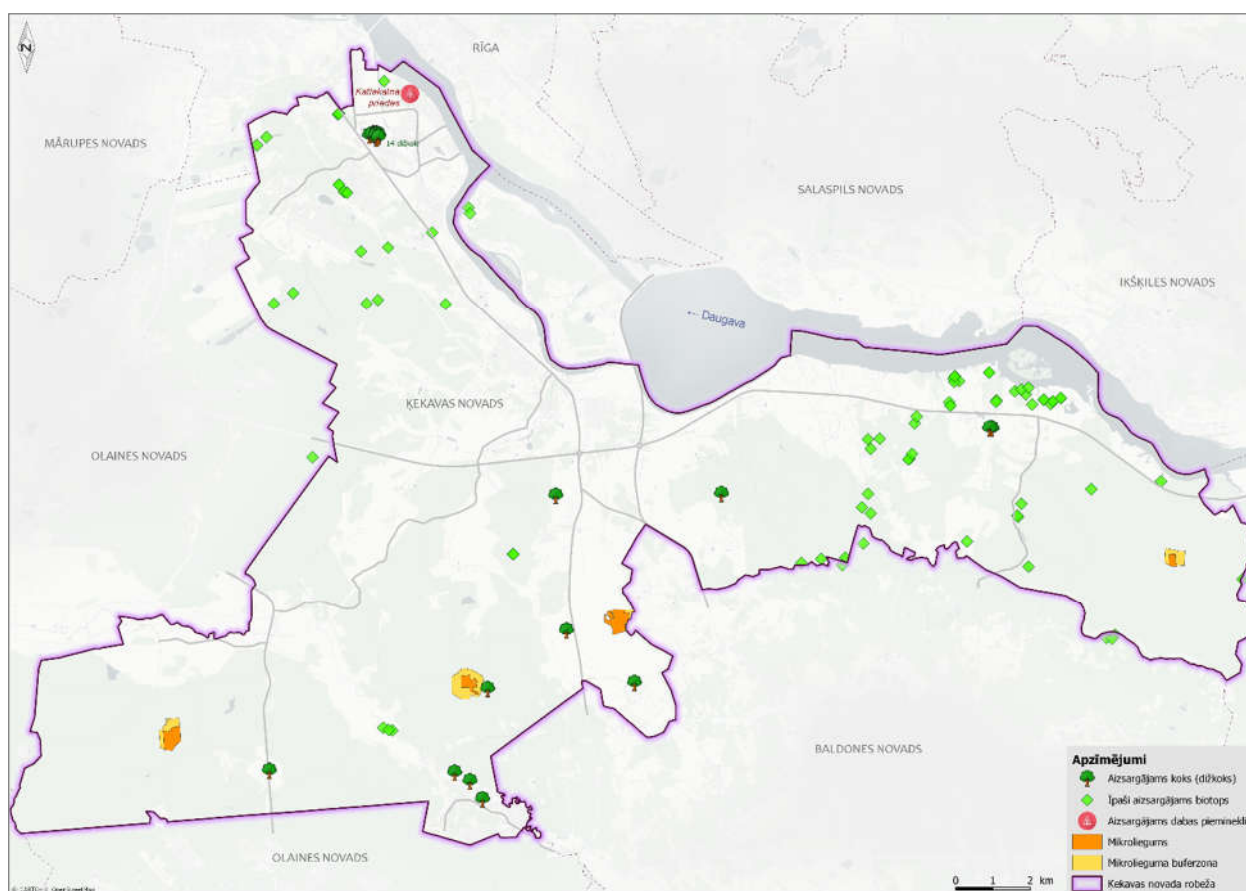 N
RĪGA
Katlakalna
priedes
MĀRUPES NOVADS
14 dižkoki
SALASPILS NOVADS
IKŠĶILES NOVADS
← Daugava
ĶEKAVAS NOVADS
OLAINES NOVADS
BALDONES NOVADS
OLAINES NOVADS
Apzīmējumi
Aizsargājams koks (dižkoks)
Īpaši aizsargājams biotops
Aizsargājams dabas piemineklis
Mikroliegums
Mikrolieguma buferzona
Ķekavas novada robeža
0 1 2 km